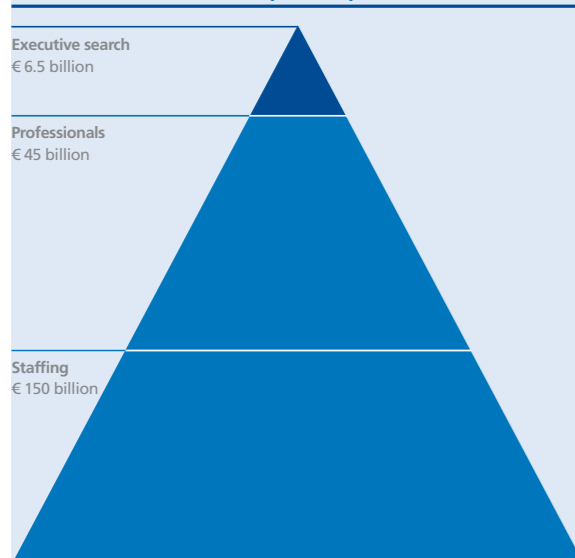 Executive search
€ 6.5 billion
Professionals
€ 45 billion
Staffing
€ 150 billion